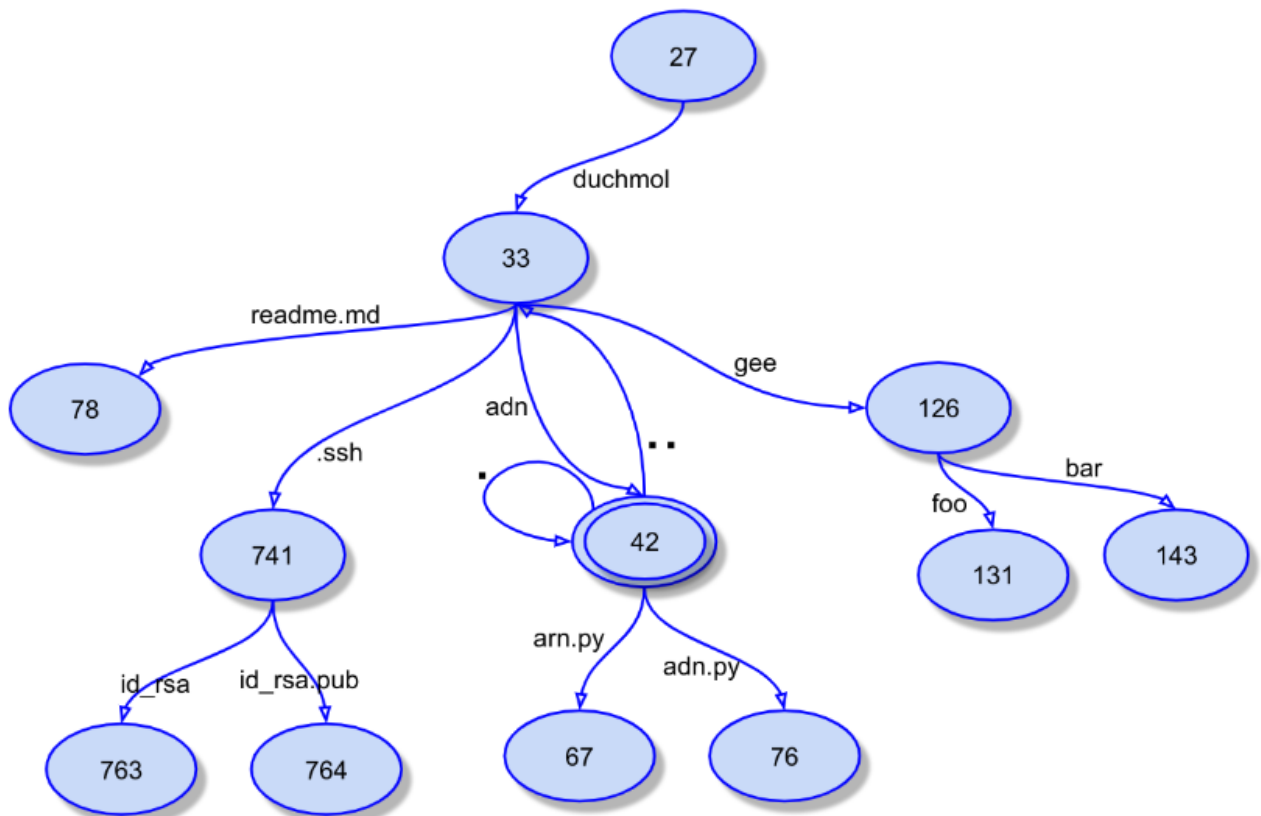 27
duchmol
33
readme.md
gee
78
adn
126
.ssh
..
bar
.
foo
741
42
131
143
arn.py
adn.py
id_rsa
id_rsa.pub
763
764
67
76